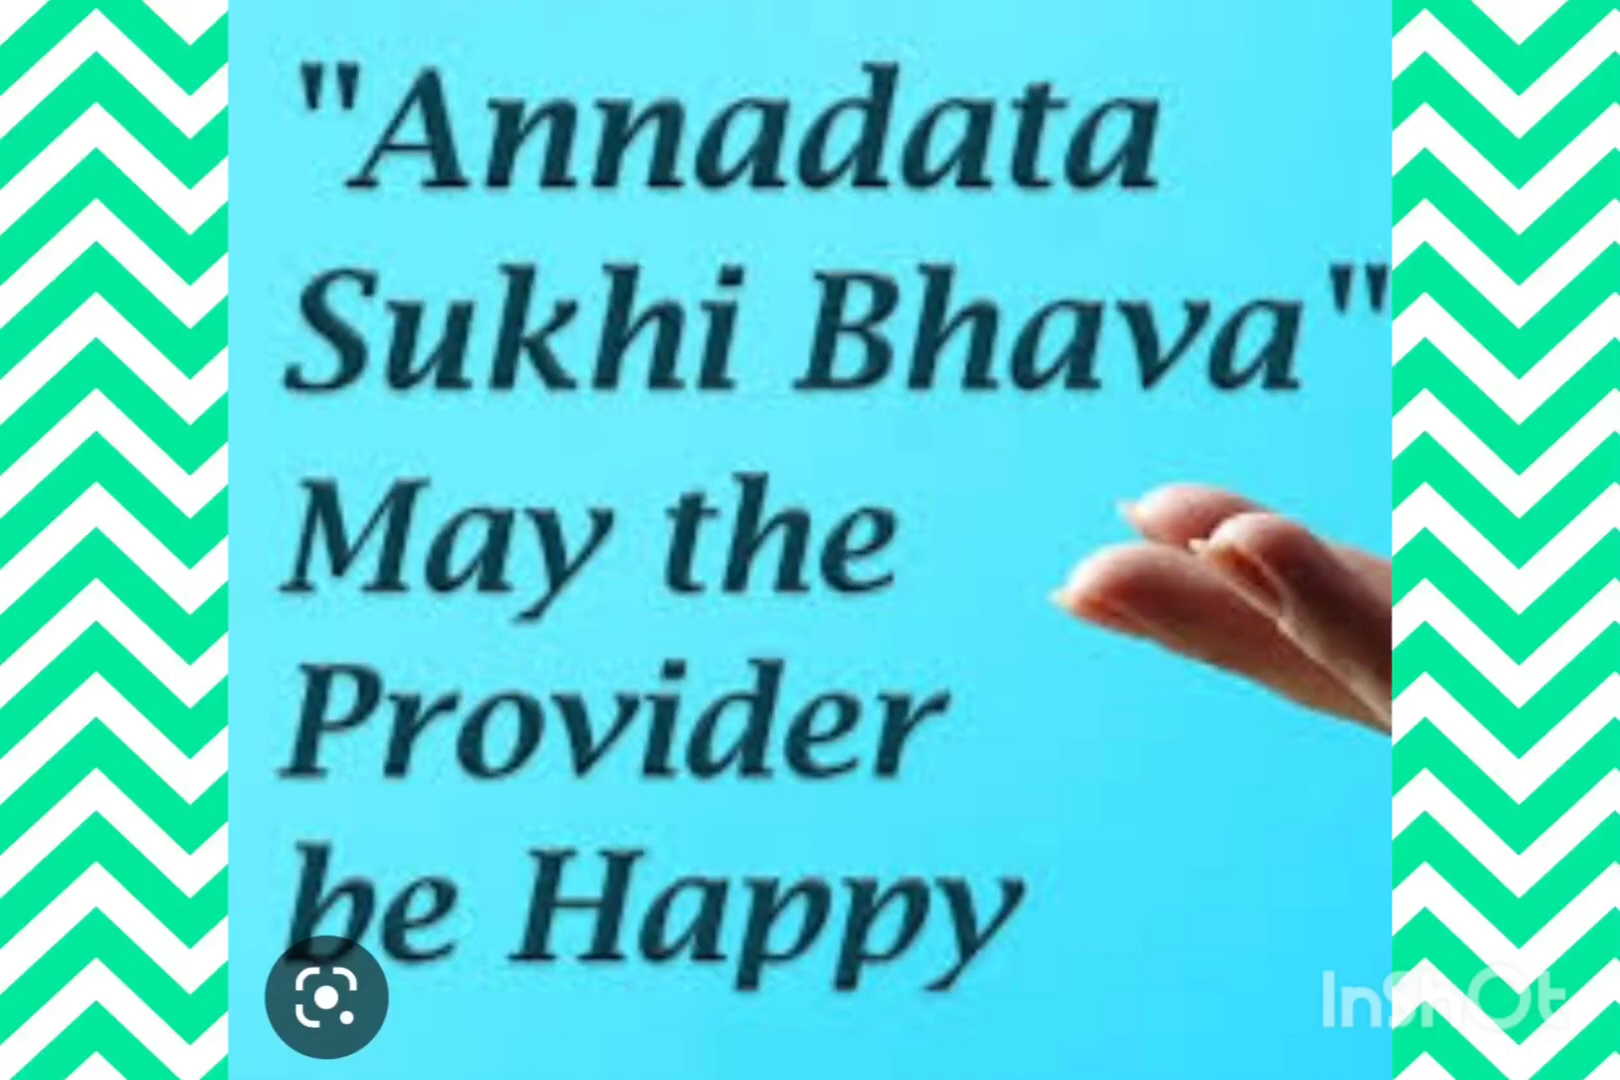 "Annadata
Sukhi Bhava"
May the
Provider
be Happy
InShOt